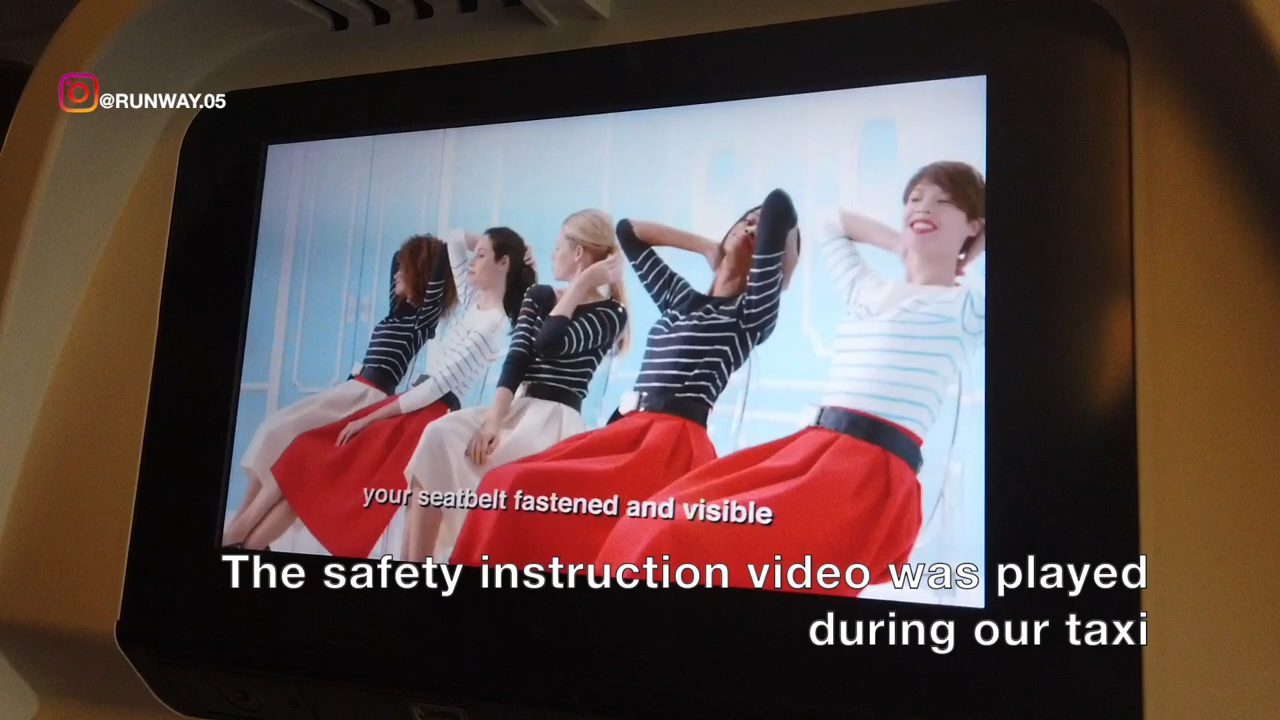 @RUNWAY.05
your seatbelt fastened and visible
The safety instruction video was played
during our taxi